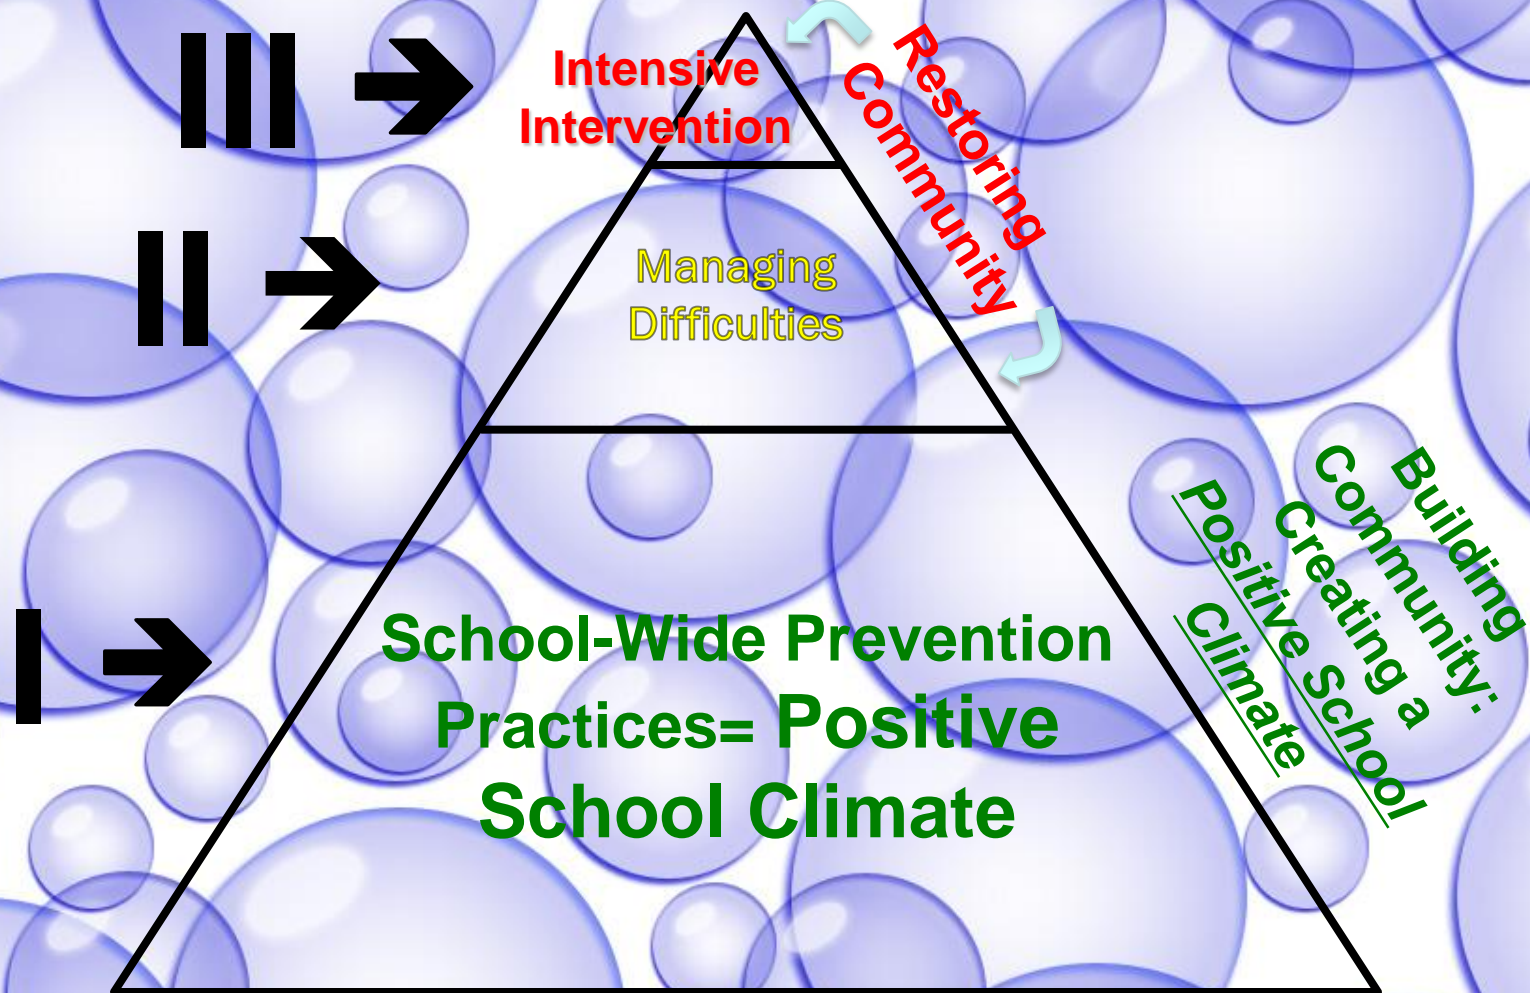 III ➔
Intensive
Intervention
Restoring
Community
II ➔
Managing
Difficulties
I ➔
School-Wide Prevention
Practices= Positive
School Climate
Building
Community:
Creating a
Positive School
Climate